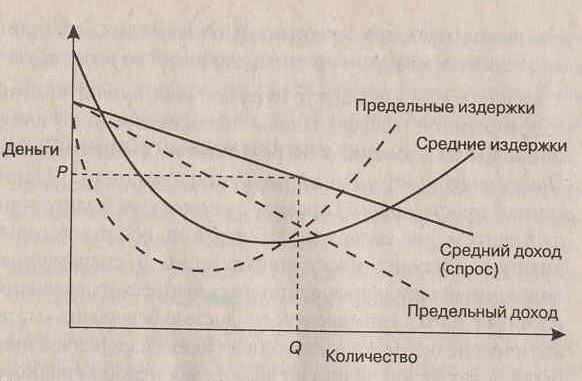 Предельные издержки
Средние издержки
Деньги
P
Средний доход
(спрос)
Предельный доход
Q
Количество